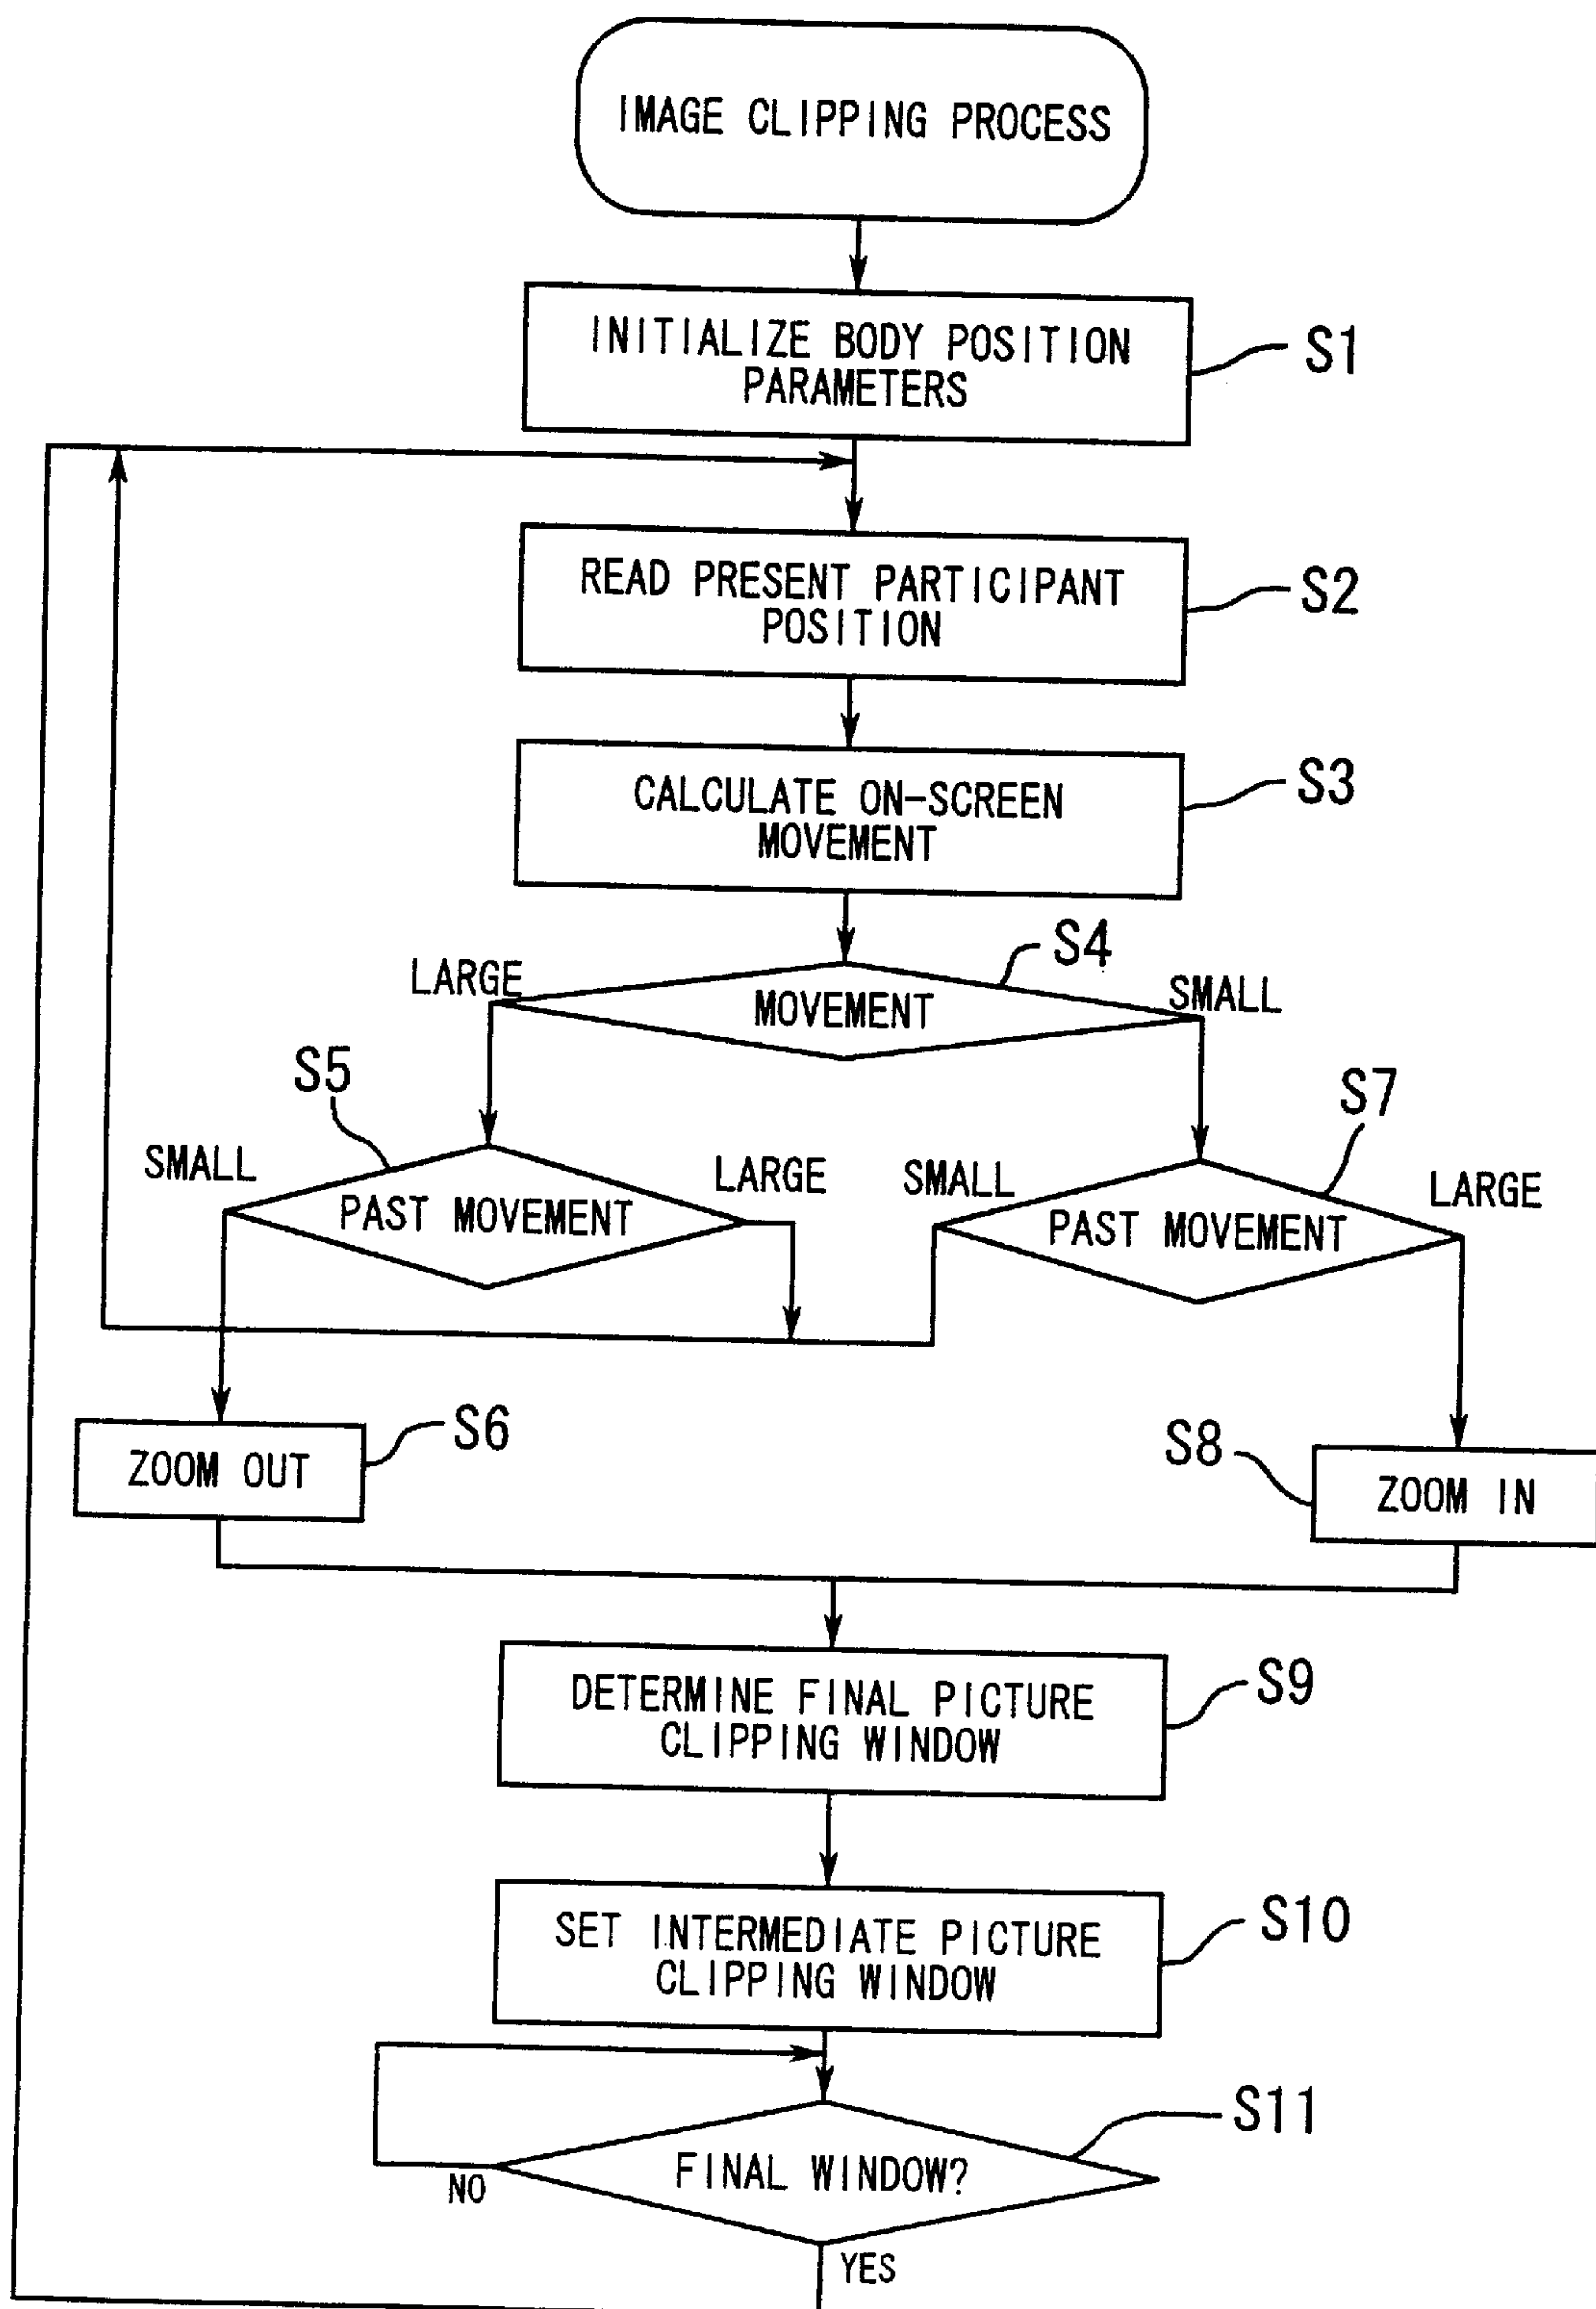 IMAGE CLIPPING PROCESS
INITIALIZE BODY POSITION
PARAMETERS
S1
READ PRESENT PARTICIPANT
POSITION
S2
CALCULATE ON-SCREEN
MOVEMENT
S3
S4
LARGE
MOVEMENT
SMALL
S5
S7
SMALL
PAST MOVEMENT
LARGE
SMALL
PAST MOVEMENT
LARGE
ZOOM OUT
S6
S8
ZOOM IN
DETERMINE FINAL PICTURE
CLIPPING WINDOW
S9
SET INTERMEDIATE PICTURE
CLIPPING WINDOW
S10
S11
FINAL WINDOW?
NO
YES